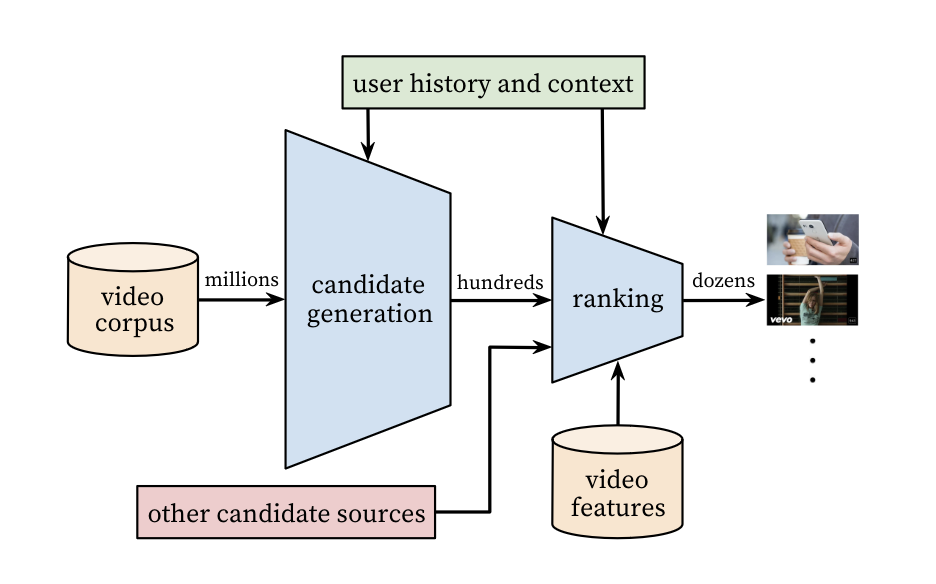 user history and context
millions
video
corpus
candidate
generation
hundreds
ranking
dozens
vevo
other candidate sources
video
features